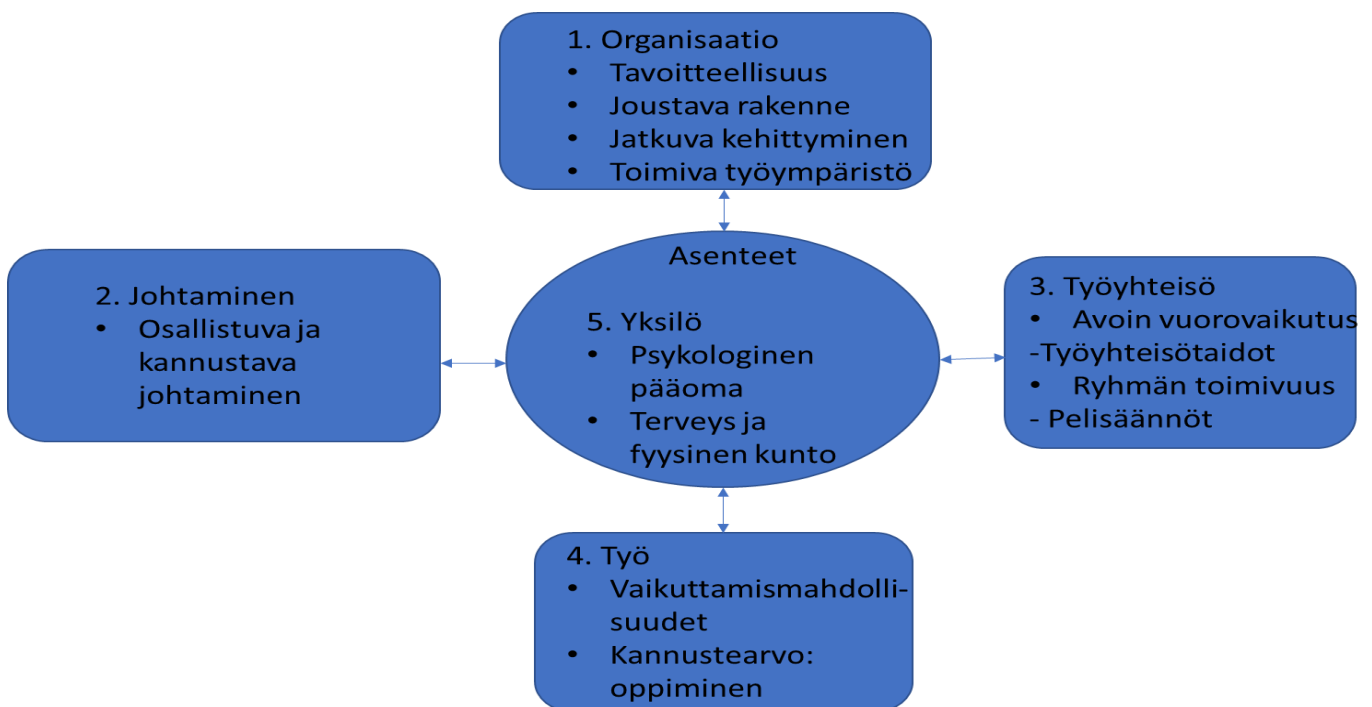 1. Organisaatio
• Tavoitteellisuus
• Joustava rakenne
• Jatkuva kehittyminen
• Toimiva työympäristö
2. Johtaminen
• Osallistuva ja
kannustava
johtaminen
Asenteet
5. Yksilö
• Psykologinen
pääoma
• Terveys ja
fyysinen kunto
3. Työyhteisö
• Avoin vuorovaikutus
-Työyhteisötaidot
• Ryhmän toimivuus
- Pelisäännöt
4. Työ
• Vaikuttamismahdolli-
suudet
• Kannustearvo:
oppiminen